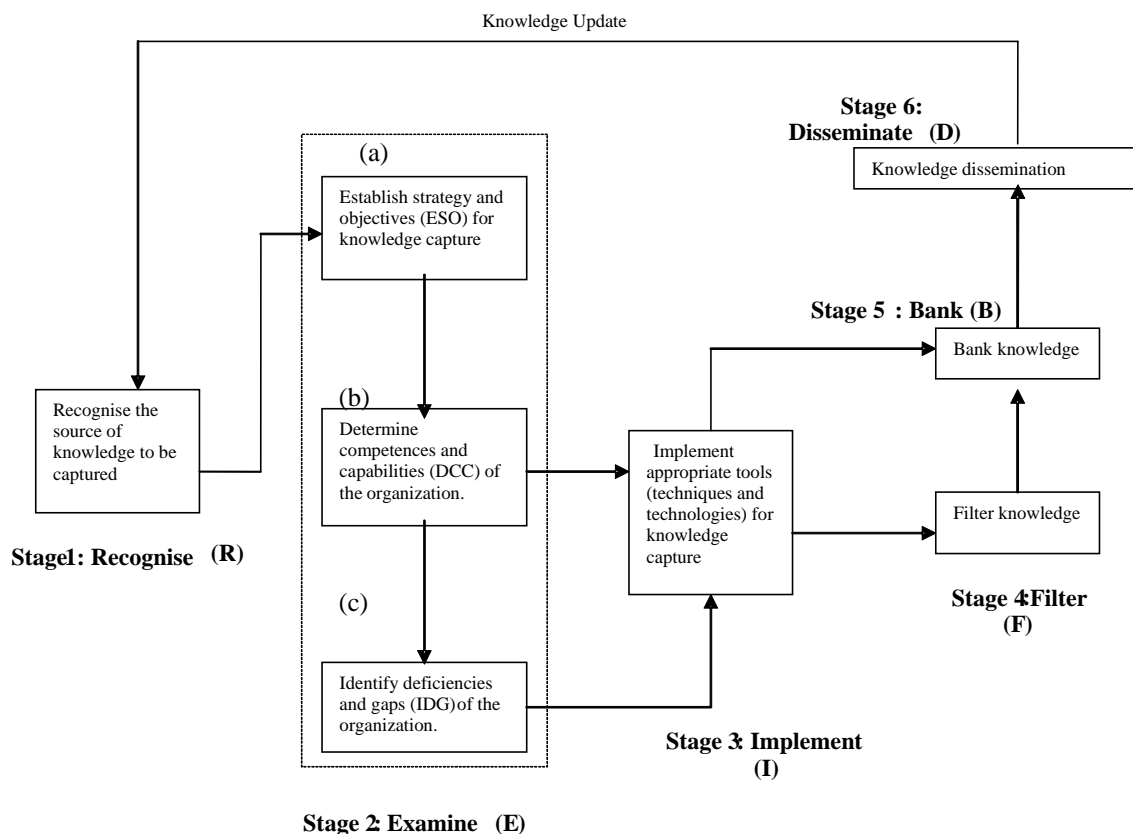 Knowledge Update
Stage 6:
Disseminate (D)
Knowledge dissemination
(a)
Establish strategy and
objectives (ESO) for
knowledge capture
Stage 5 : Bank (B)
Bank knowledge
Recognise the
source of
knowledge to be
captured
Stage1: Recognise (R)
(b)
Determine
competences and
capabilities (DCC) of
the organization.
Implement
appropriate tools
(techniques and
technologies) for
knowledge
capture
Filter knowledge
Stage 4:Filter
(F)
(c)
Identify deficiencies
and gaps (IDG) of the
organization.
Stage 3: Implement
(I)
Stage 2: Examine (E)